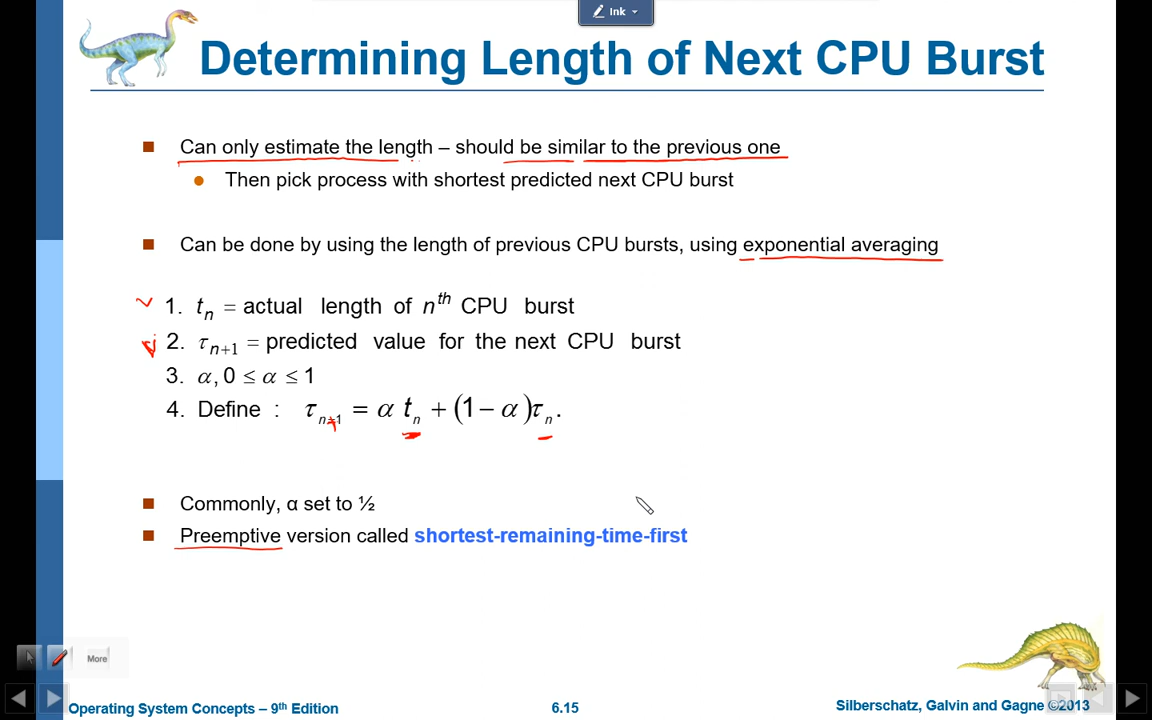 Ink
Determining Length of Next CPU Burst
Can only estimate the length – should be similar to the previous one
Then pick process with shortest predicted next CPU burst
Can be done by using the length of previous CPU bursts, using exponential averaging
1. tₙ = actual length of nᵗʰ CPU burst
2. τₙ₊₁ = predicted value for the next CPU burst
3. α, 0 ≤ α ≤ 1
4. Define : τₙ₊₁ = α tₙ + (1 − α)τₙ.
Commonly, α set to ½
Preemptive version called shortest-remaining-time-first
More
Operating System Concepts – 9th Edition
6.15
Silberschatz, Galvin and Gagne ©2013